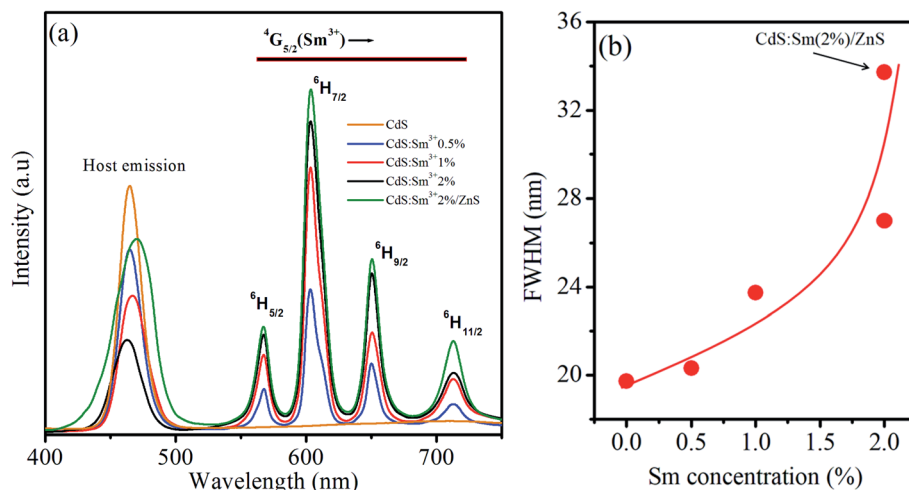 (a)
⁴G₅/₂(Sm³⁺)
⁶H₇/₂
CdS
CdS:Sm³⁺ 0.5%
CdS:Sm³⁺ 1%
CdS:Sm³⁺ 2%
CdS:Sm³⁺ 2%/ZnS
Host emission
⁶H₉/₂
⁶H₅/₂
⁶H₁₁/₂
Intensity (a.u)
400 500 600 700
Wavelength (nm)
(b)
CdS:Sm(2%)/ZnS
36
32
28
24
20
FWHM (nm)
0.0 0.5 1.0 1.5 2.0
Sm concentration (%)